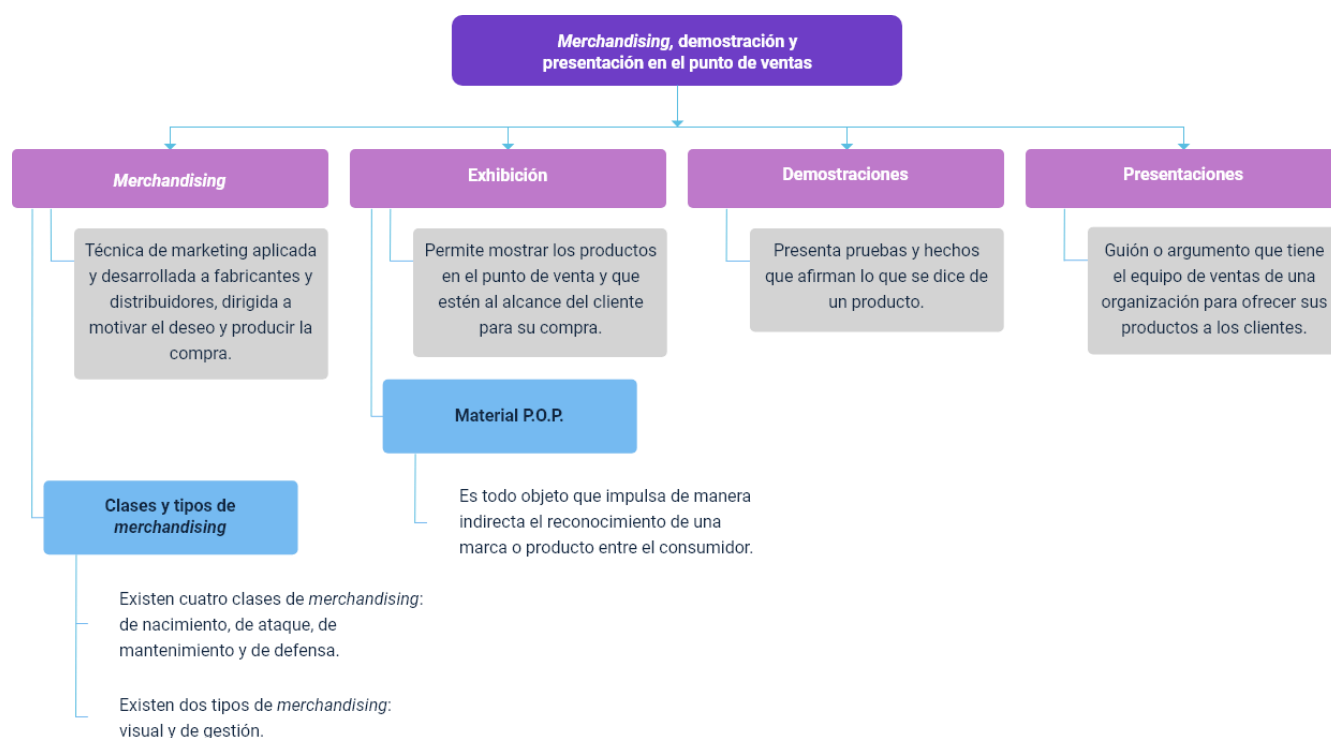 Merchandising, demostración y
presentación en el punto de ventas
Merchandising
Técnica de marketing aplicada
y desarrollada a fabricantes y
distribuidores, dirigida a
motivar el deseo y producir la
compra.
Clases y tipos de
merchandising
Existen cuatro clases de merchandising:
de nacimiento, de ataque, de
mantenimiento y de defensa.
Existen dos tipos de merchandising:
visual y de gestión.
Exhibición
Permite mostrar los productos
en el punto de venta y que
estén al alcance del cliente
para su compra.
Material P.O.P.
Es todo objeto que impulsa de manera
indirecta el reconocimiento de una
marca o producto entre el consumidor.
Demostraciones
Presenta pruebas y hechos
que afirman lo que se dice de
un producto.
Presentaciones
Guión o argumento que tiene
el equipo de ventas de una
organización para ofrecer sus
productos a los clientes.